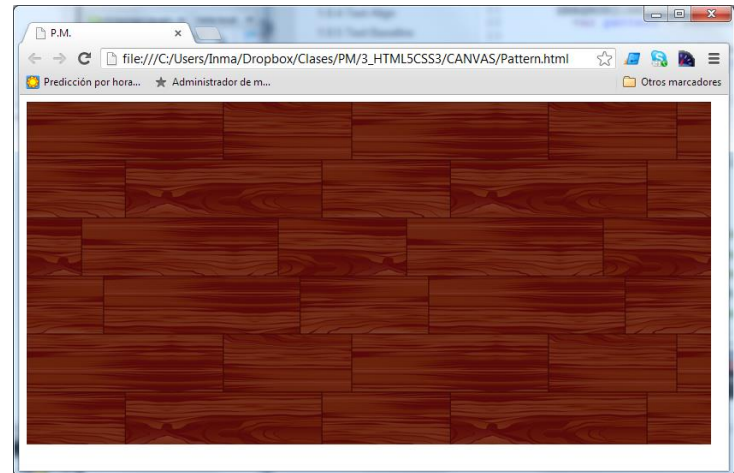 P.M.
file:///C:/Users/Inma/Dropbox/Clases/PM/3_HTML5CSS3/CANVAS/Pattern.html
Predicción por hora... Administrador de m... Otros marcadores